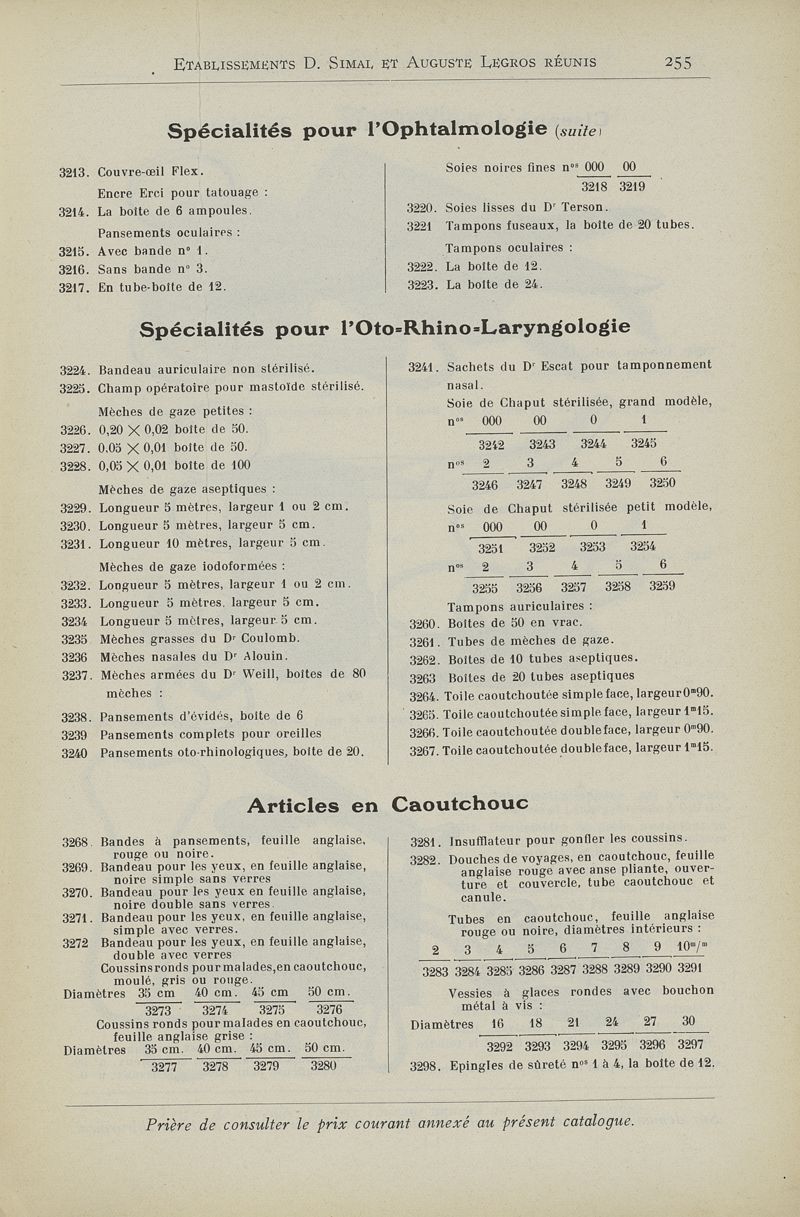 ETABLISSEMENTS D. SIMAL ET AUGUSTE LEGROS RÉUNIS 255
Spécialités pour l'Ophtalmologie (suite)
3213. Couvre-œil Flex.
Encre Erci pour tatouage :
3214. La boîte de 6 ampoules.
Pansements oculaires :
3215. Avec bande n° 1.
3216. Sans bande n° 3.
3217. En tube-boîte de 12.
Soies noires fines nos 000 00
3218 3219
3220. Soies lisses du Dr Terson.
3221 Tampons fuseaux, la boîte de 20 tubes.
Tampons oculaires :
3222. La boîte de 12.
3223. La boîte de 24.
Spécialités pour l'Oto=Rhino=Laryngologie
3224. Bandeau auriculaire non stérilisé.
3225. Champ opératoire pour mastoïde stérilisé.
Mèches de gaze petites :
3226. 0,20 X 0,02 boîte de 50.
3227. 0.05 X 0,01 boîte de 50.
3228. 0,05 X 0,01 boîte de 100
Mèches de gaze aseptiques :
3229. Longueur 5 mètres, largeur 1 ou 2 cm.
3230. Longueur 5 mètres, largeur 5 cm.
3231. Longueur 10 mètres, largeur 5 cm.
Mèches de gaze iodoformées :
3232. Longueur 5 mètres, largeur 1 ou 2 cm.
3233. Longueur 5 mètres. largeur 5 cm.
3234 Longueur 5 mètres, largeur 5 cm.
3235 Mèches grasses du Dr Coulomb.
3236 Mèches nasales du Dr Alouin.
3237. Mèches armées du Dr Weill, boîtes de 80
mèches :
3238. Pansements d'évidés, boîte de 6
3239 Pansements complets pour oreilles
3240 Pansements oto-rhinologiques, boîte de 20.
3241. Sachets du Dr Escat pour tamponnement
nasal.
Soie de Chaput stérilisée, grand modèle,
nos 000 00 0 1
3242 3243 3244 3245
nos 2 3 4 5 6
3246 3247 3248 3249 3250
Soie de Chaput stérilisée petit modèle,
nos 000 00 0 1
3251 3252 3253 3254
nos 2 3 4 5 6
3255 3256 3257 3258 3259
Tampons auriculaires :
3260. Boîtes de 50 en vrac.
3261. Tubes de mèches de gaze.
3262. Boîtes de 10 tubes aseptiques.
3263 Boîtes de 20 tubes aseptiques
3264. Toile caoutchoutée simple face, largeur 0m90.
3265. Toile caoutchoutée simple face, largeur 1m15.
3266. Toile caoutchoutée double face, largeur 0m90.
3267. Toile caoutchoutée double face, largeur 1m15.
Articles en Caoutchouc
3268. Bandes à pansements, feuille anglaise,
rouge ou noire.
3269. Bandeau pour les yeux, en feuille anglaise,
noire simple sans verres
3270. Bandeau pour les yeux en feuille anglaise,
noire double sans verres.
3271. Bandeau pour les yeux, en feuille anglaise,
simple avec verres.
3272 Bandeau pour les yeux, en feuille anglaise,
double avec verres
Coussins ronds pour malades, en caoutchouc,
moulé, gris ou rouge.
Diamètres 35 cm 40 cm. 45 cm 50 cm.
3273 3274 3275 3276
Coussins ronds pour malades en caoutchouc,
feuille anglaise grise :
Diamètres 35 cm. 40 cm. 45 cm. 50 cm.
3277 3278 3279 3280
3281. Insufflateur pour gonfler les coussins.
3282. Douches de voyages, en caoutchouc, feuille
anglaise rouge avec anse pliante, ouver-
ture et couvercle, tube caoutchouc et
canule.
Tubes en caoutchouc, feuille anglaise
rouge ou noire, diamètres intérieurs :
2 3 4 5 6 7 8 9 10m/m
3283 3284 3285 3286 3287 3288 3289 3290 3291
Vessies à glaces rondes avec bouchon
métal à vis :
Diamètres 16 18 21 24 27 30
3292 3293 3294 3295 3296 3297
3298. Epingles de sûreté nos 1 à 4, la boîte de 12.
Prière de consulter le prix courant annexé au présent catalogue.